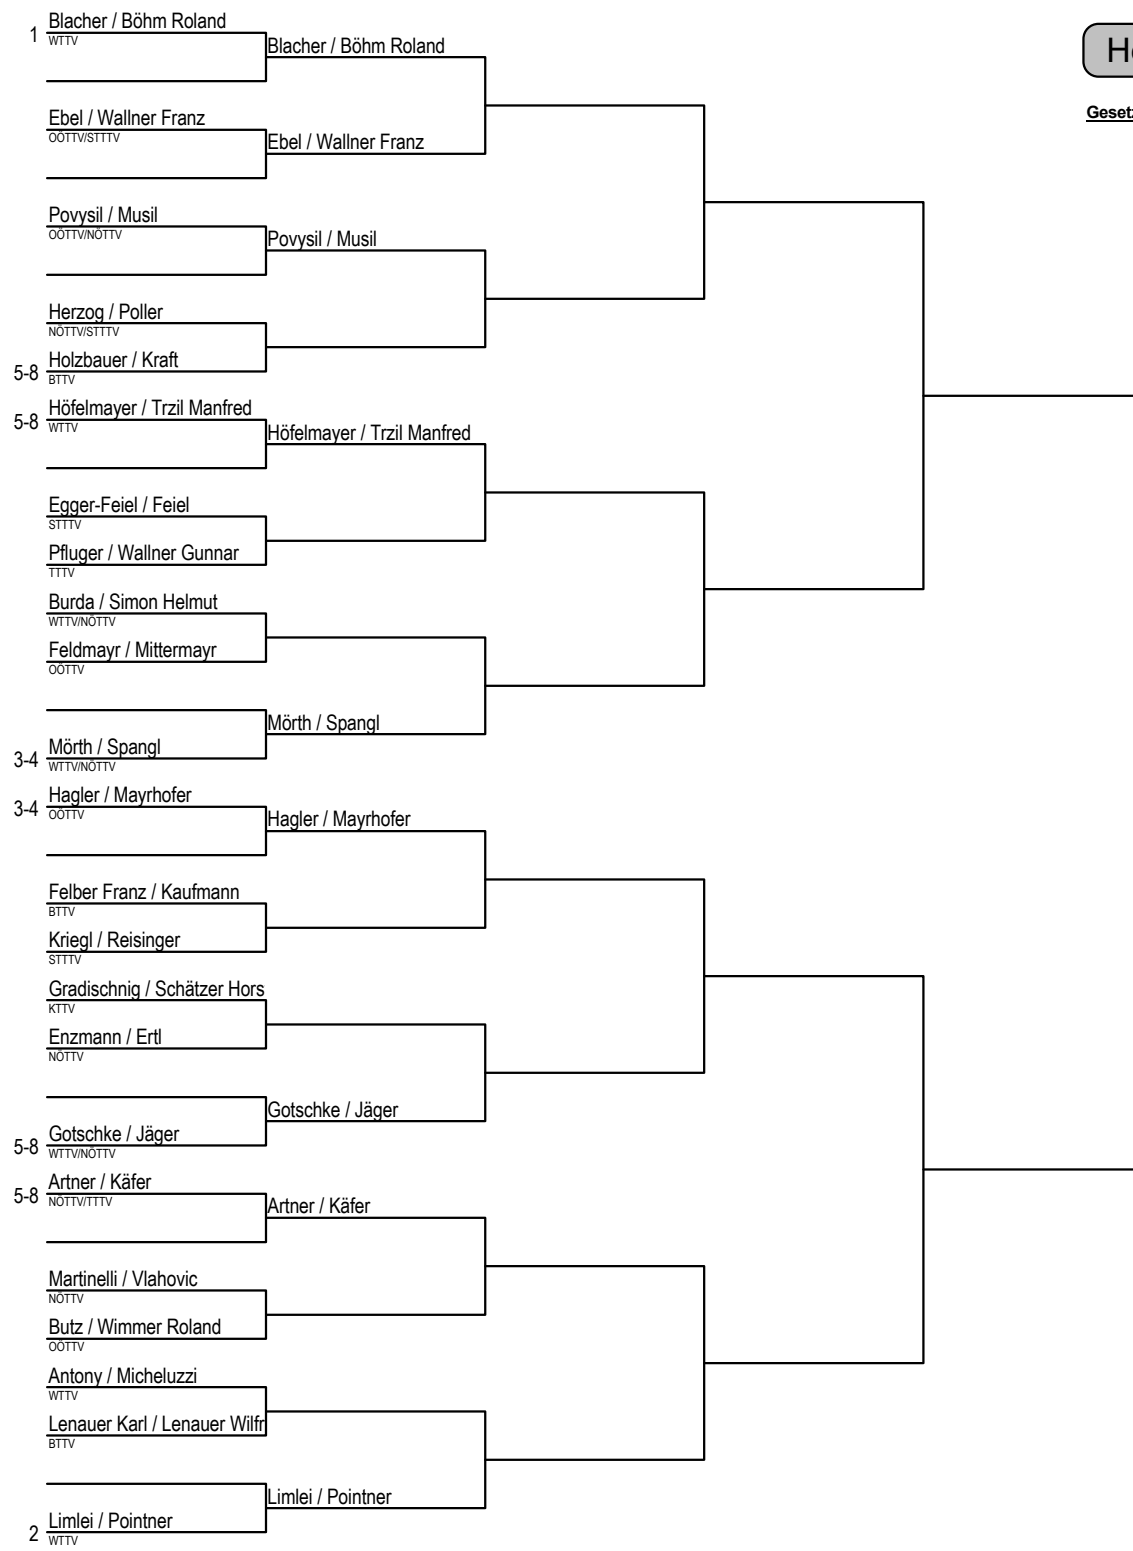 Blacher / Böhm Roland
1
WTTV
Blacher / Böhm Roland
Ebel / Wallner Franz
OÖTTV/STTTV
Ebel / Wallner Franz
Povysil / Musil
OÖTTV/NÖTTV
Povysil / Musil
Herzog / Poller
NÖTTV/STTTV
Holzbauer / Kraft
5-8
BTTV
Höfelmayer / Trzil Manfred
5-8
WTTV
Höfelmayer / Trzil Manfred
Egger-Feiel / Feiel
STTTV
Pfluger / Wallner Gunnar
TTTV
Burda / Simon Helmut
WTTV/NÖTTV
Feldmayr / Mittermayr
OÖTTV
Mörth / Spangl
Mörth / Spangl
3-4
WTTV/NÖTTV
Hagler / Mayrhofer
3-4
OÖTTV
Hagler / Mayrhofer
Felber Franz / Kaufmann
BTTV
Kriegl / Reisinger
STTTV
Gradischnig / Schätzer Hors
KTTV
Enzmann / Ertl
NÖTTV
Gotschke / Jäger
Gotschke / Jäger
5-8
WTTV/NÖTTV
Artner / Käfer
5-8
NÖTTV/TTTV
Artner / Käfer
Martinelli / Vlahovic
NÖTTV
Butz / Wimmer Roland
OÖTTV
Antony / Micheluzzi
WTTV
Lenauer Karl / Lenauer Wilfr
BTTV
Limlei / Pointner
Limlei / Pointner
2
WTTV